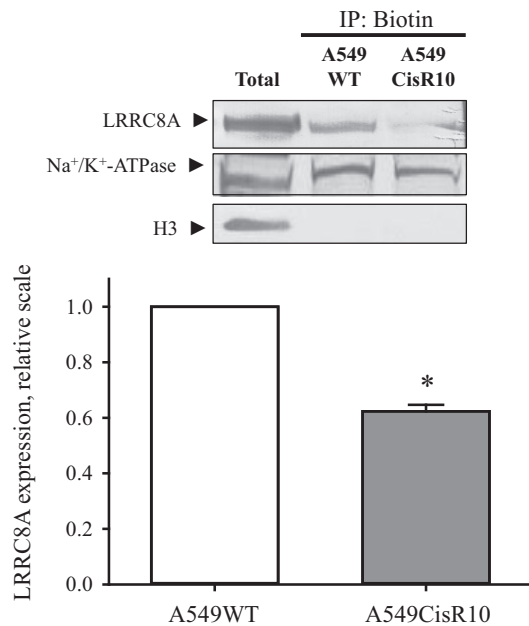 IP: Biotin
Total
A549
WT
A549
CisR10
LRRC8A ►
Na⁺/K⁺-ATPase ►
H3 ►
LRRC8A expression, relative scale
1.0
0.8
0.6
0.4
0.2
0.0
*
A549WT
A549CisR10